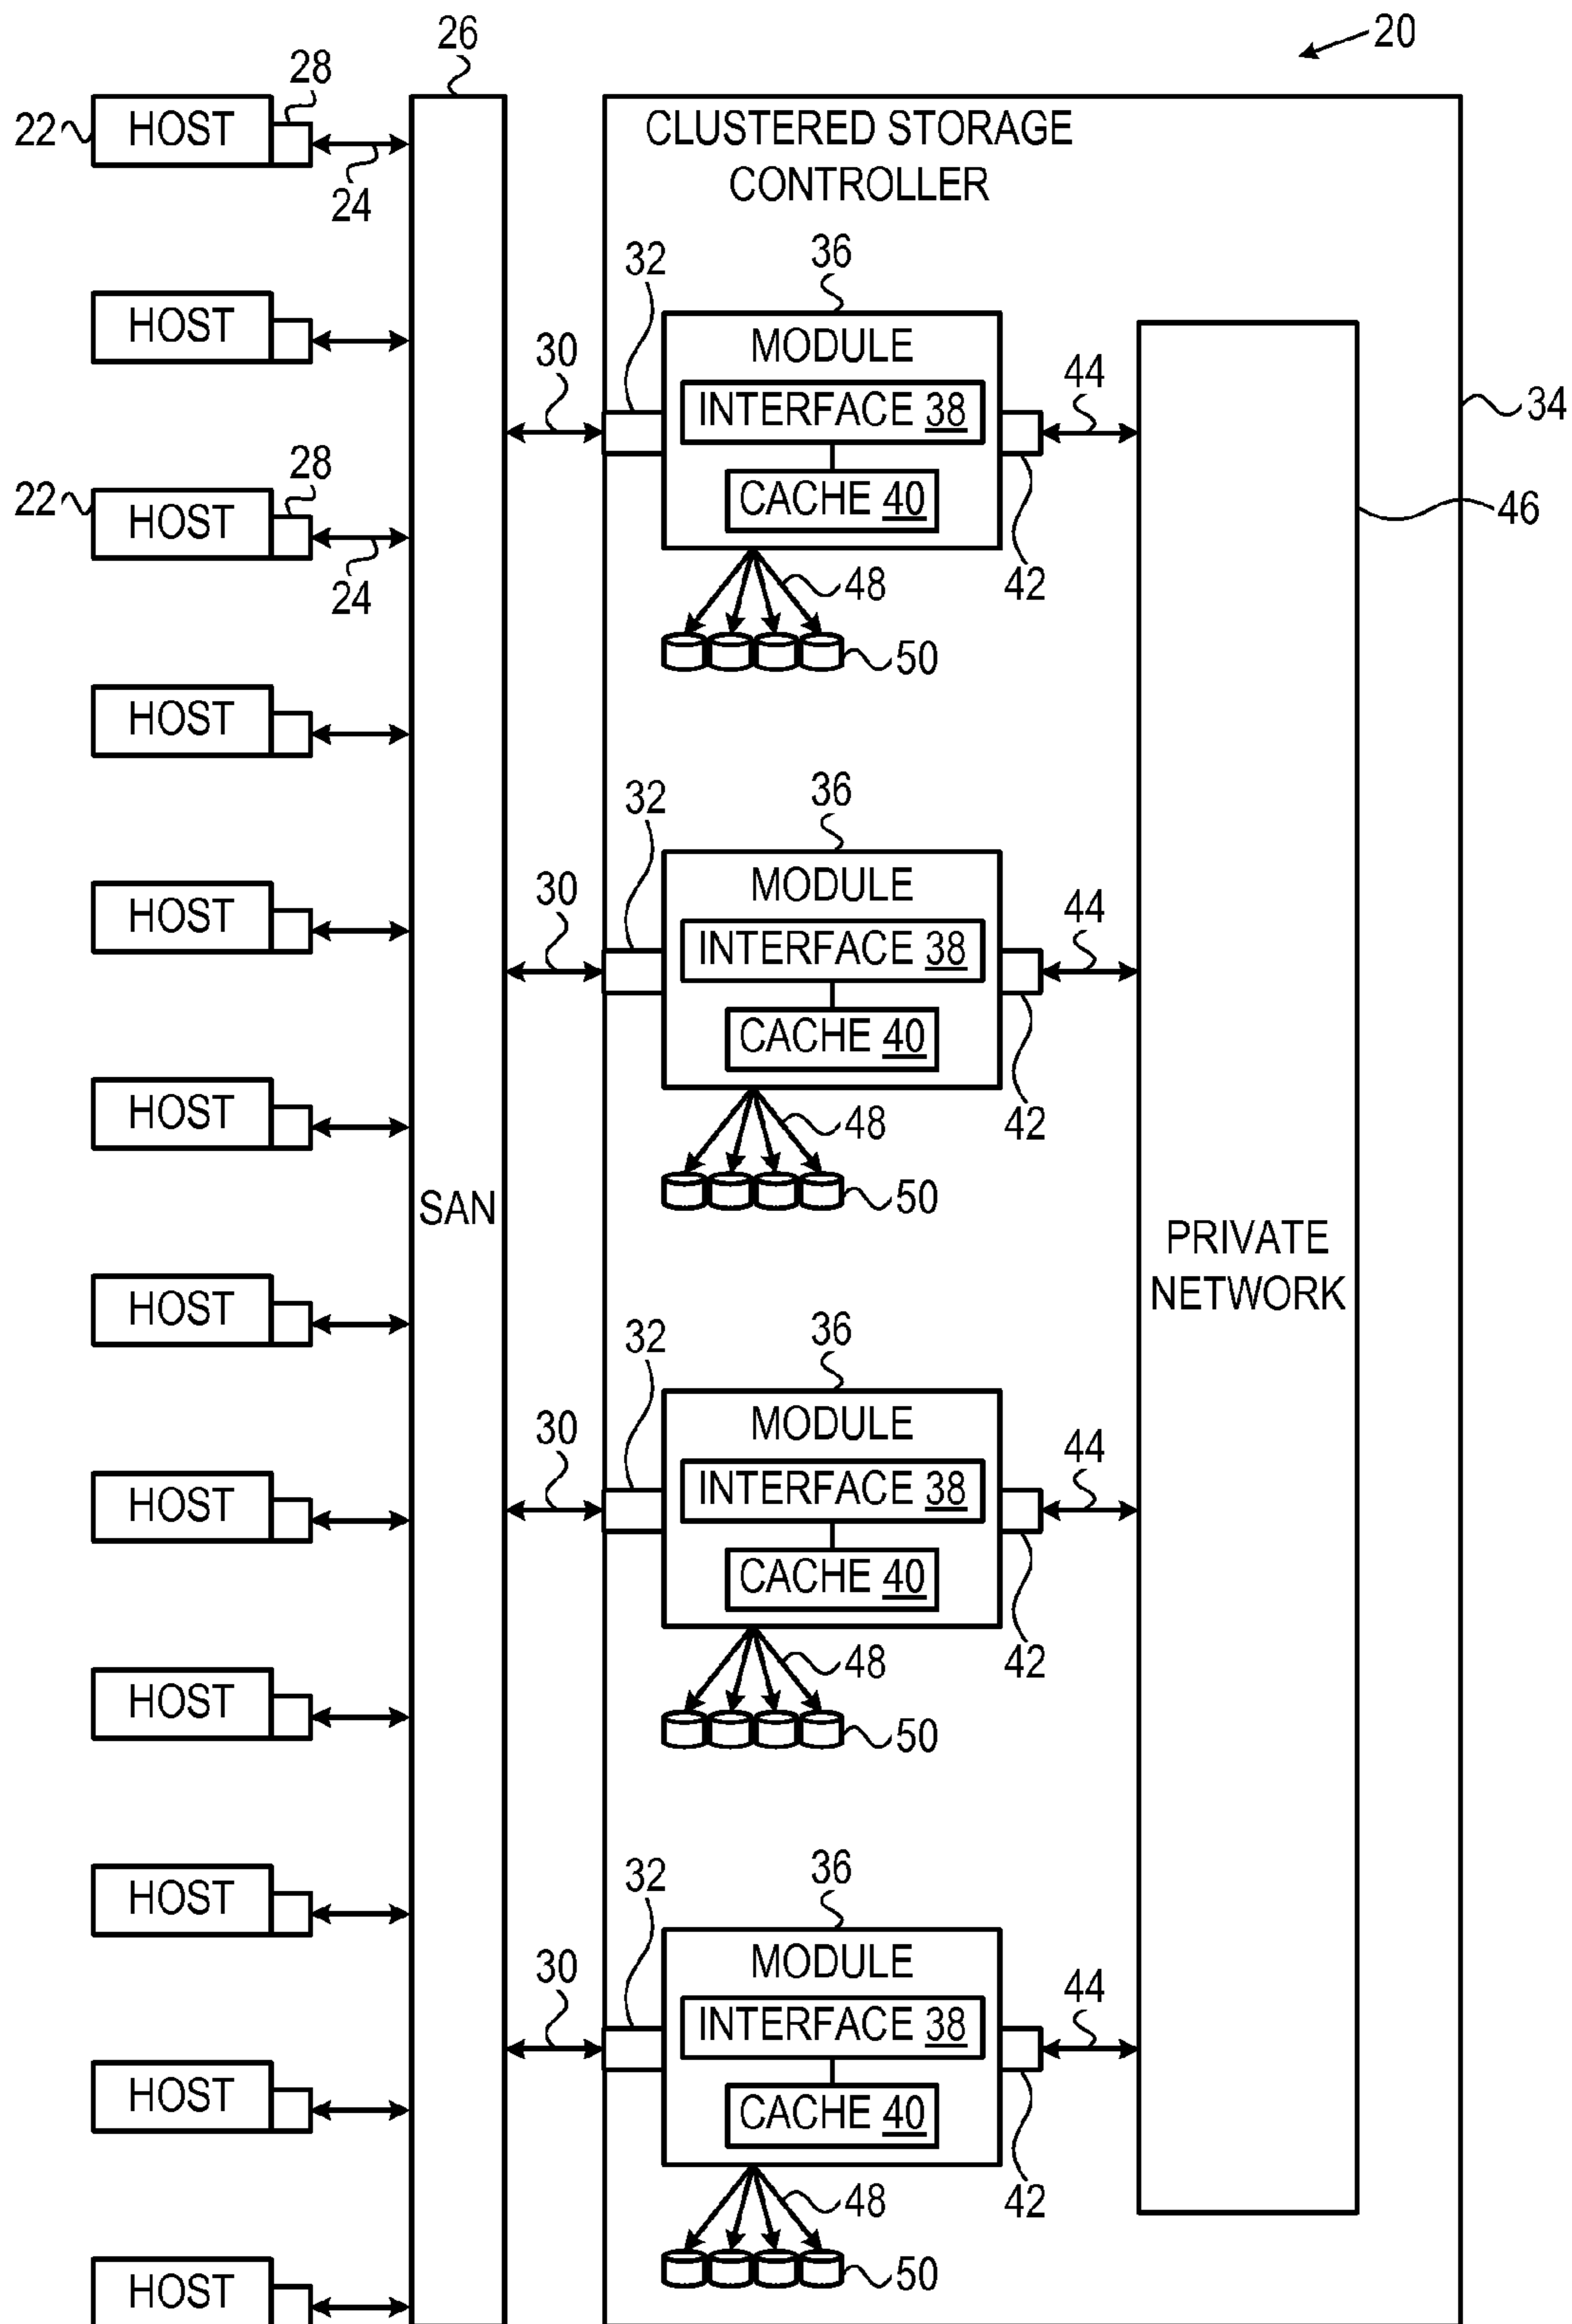 20
26
28
22
HOST
24
CLUSTERED STORAGE
CONTROLLER
HOST
32
36
30
MODULE
INTERFACE 38
CACHE 40
44
34
42
46
48
50
22
28
HOST
24
HOST
HOST
32
36
30
MODULE
INTERFACE 38
CACHE 40
44
42
48
50
HOST
SAN
PRIVATE
NETWORK
HOST
32
36
30
MODULE
INTERFACE 38
CACHE 40
44
42
48
50
HOST
HOST
HOST
32
36
30
MODULE
INTERFACE 38
CACHE 40
44
42
48
50
HOST
HOST